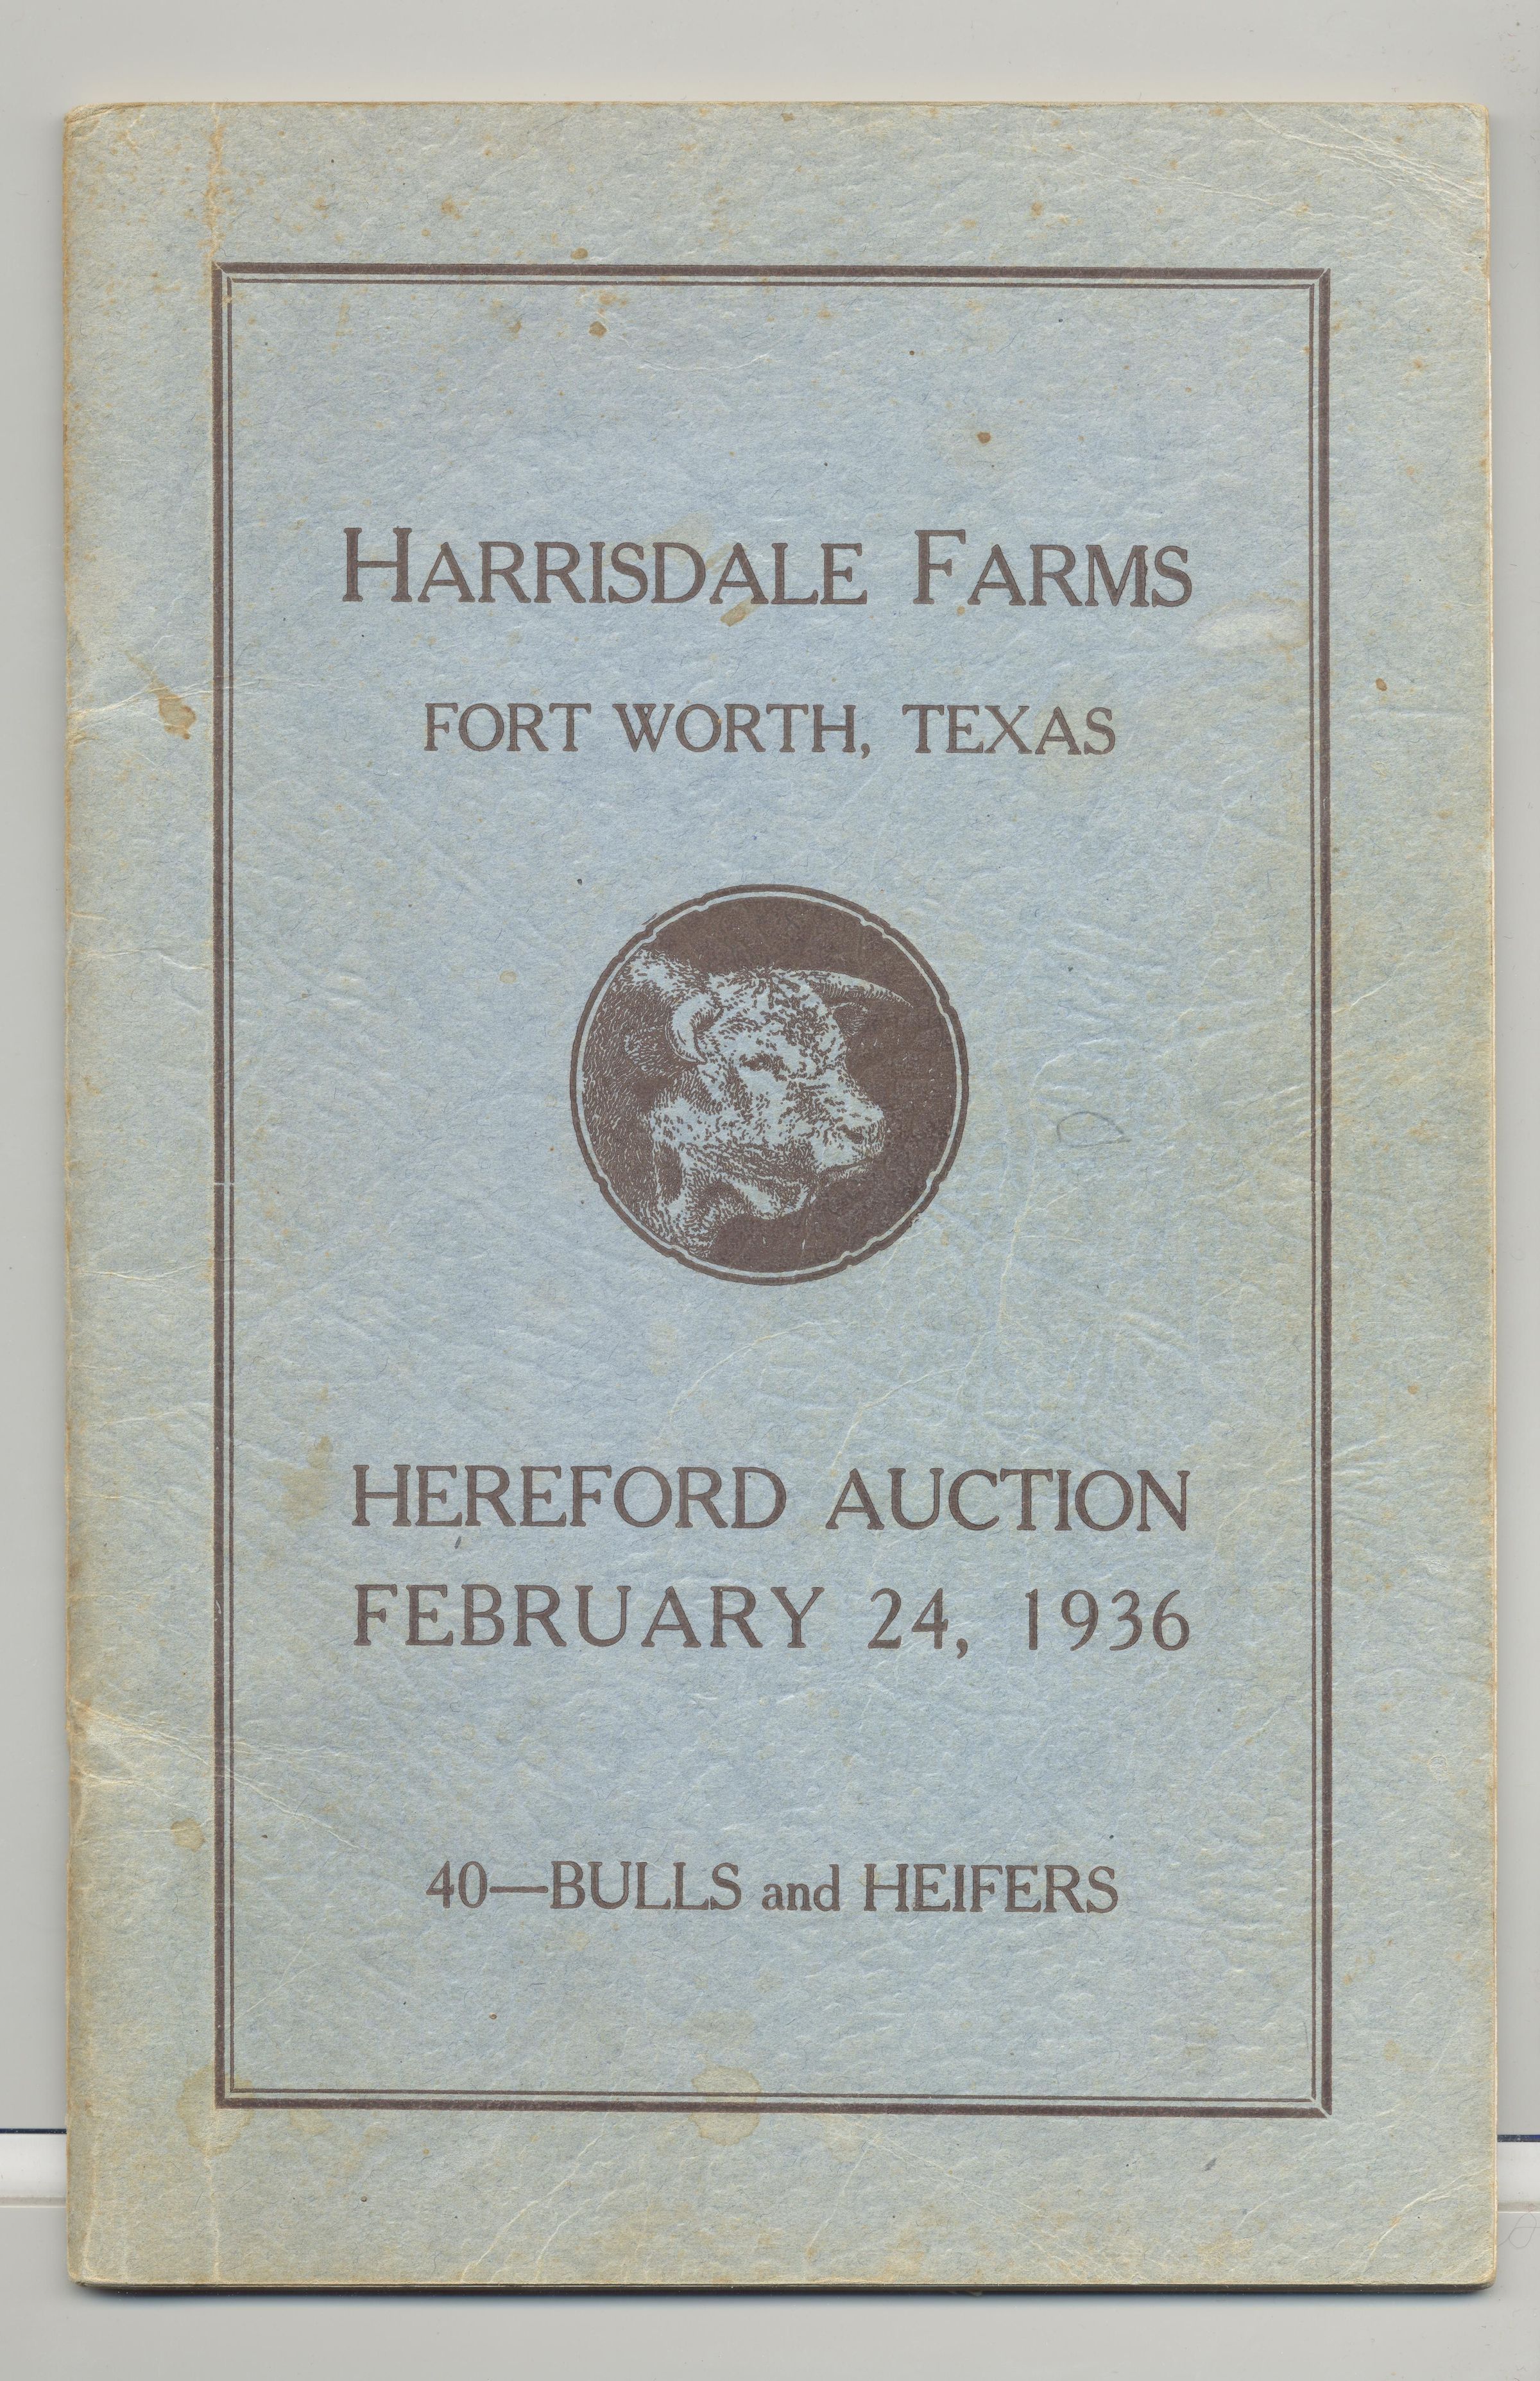 HARRISDALE FARMS
FORT WORTH, TEXAS
HEREFORD AUCTION
FEBRUARY 24, 1936
40—BULLS and HEIFERS